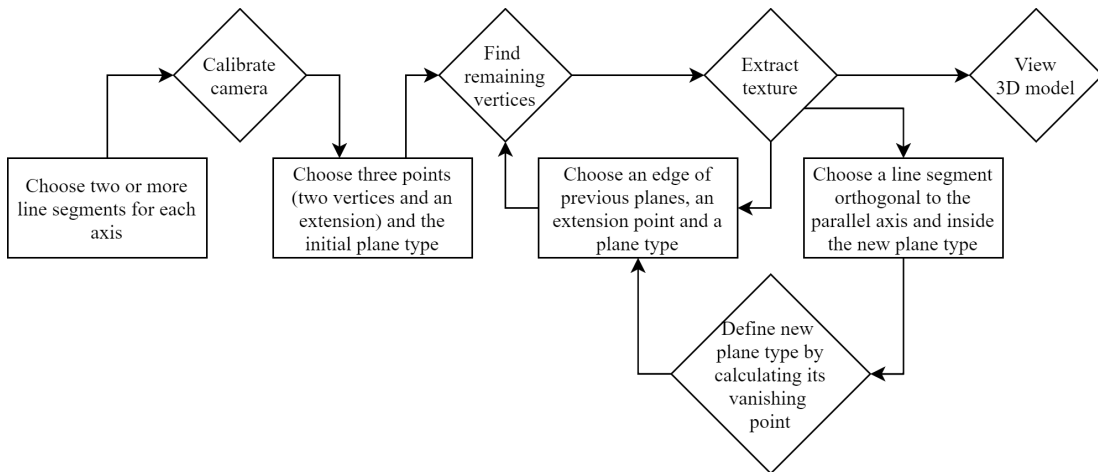 Calibrate
camera
Find
remaining
vertices
Extract
texture
View
3D model
Choose two or more
line segments for each
axis
Choose three points
(two vertices and an
extension) and the
initial plane type
Choose an edge of
previous planes, an
extension point and a
plane type
Choose a line segment
orthogonal to the
parallel axis and inside
the new plane type
Define new
plane type by
calculating its
vanishing
point